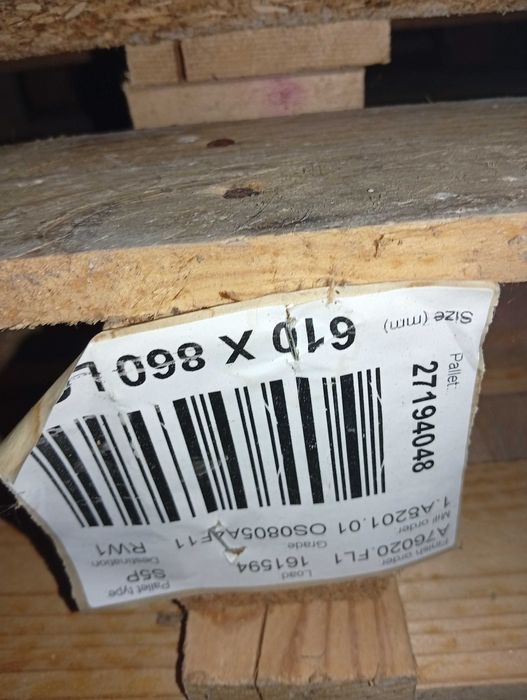 Finish order Load Pallet type
A76020.FL1 161594 S5P
Mill order Grade Destination
1.A8201.01 RW1
Pallet:
27194048
Size (mm)
610 X 860